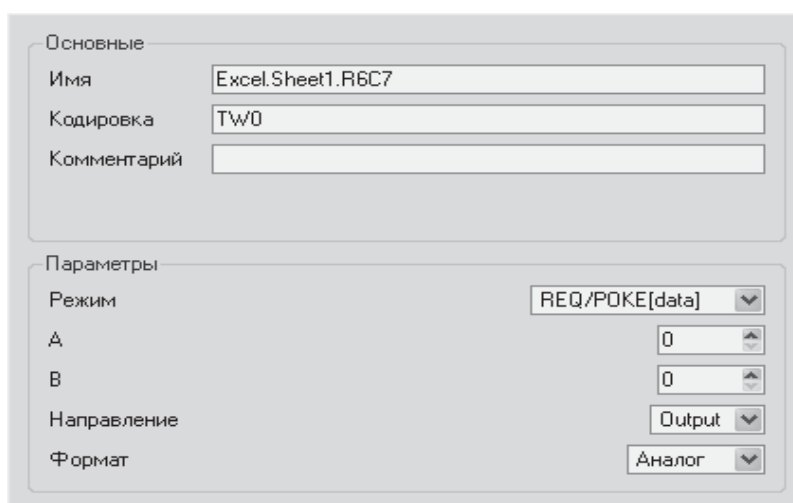 Основные
Имя Excel.Sheet1.R6C7
Кодировка TW0
Комментарий
Параметры
Режим REQ/POKE[data]
A 0
B 0
Направление Output
Формат Аналог